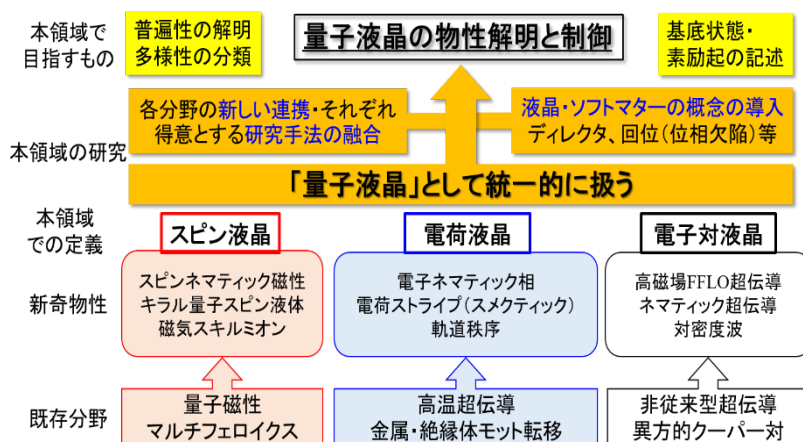 本領域で
目指すもの
普遍性の解明
多様性の分類
量子液晶の物性解明と制御
基底状態・
素励起の記述
本領域の研究
各分野の新しい連携・それぞれ
得意とする研究手法の融合
液晶・ソフトマターの概念の導入
ディレクタ、回位(位相欠陥)等
「量子液晶」として統一的に扱う
本領域
での定義
スピン液晶
電荷液晶
電子対液晶
新奇物性
スピンネマティック磁性
キラル量子スピン液体
磁気スキルミオン
電子ネマティック相
電荷ストライプ(スメクティック)
軌道秩序
高磁場FFLO超伝導
ネマティック超伝導
対密度波
既存分野
量子磁性
マルチフェロイクス
高温超伝導
金属・絶縁体モット転移
非従来型超伝導
異方的クーパー対